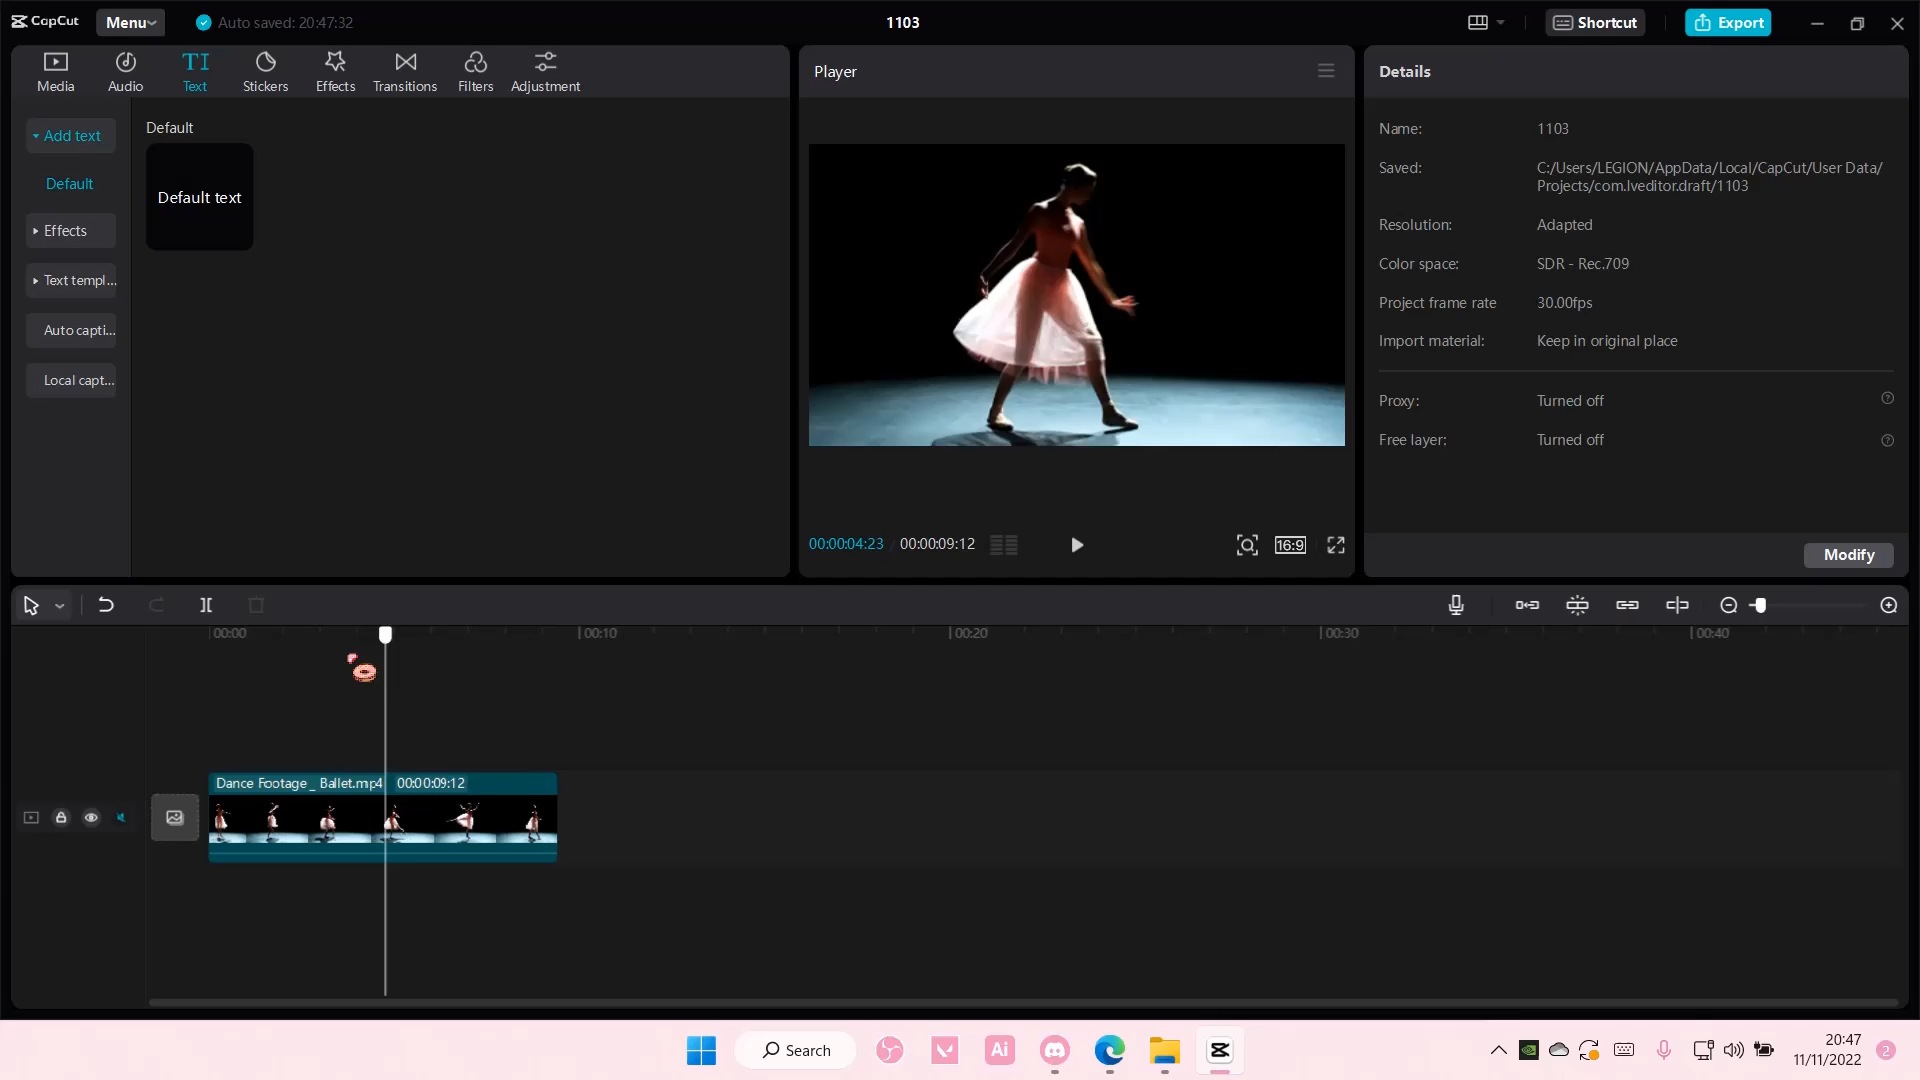 CapCut
Menu
Auto saved: 20:47:32
1103
Shortcut
Export
Media
Audio
TI
Text
Stickers
Effects
Transitions
Filters
Adjustment
Add text
Default
Effects
Text templ...
Auto capti...
Local capt...
Default
Default text
Player
00:00:04:23 / 00:00:09:12
16:9
Details
Name: 1103
Saved: C:/Users/LEGION/AppData/Local/CapCut/User Data/
Projects/com.lveditor.draft/1103
Resolution: Adapted
Color space: SDR - Rec.709
Project frame rate 30.00fps
Import material: Keep in original place
Proxy: Turned off
Free layer: Turned off
Modify
00:00
00:10
00:20
00:30
00:40
Dance Footage _ Ballet.mp4 00:00:09:12
Search
Ai
20:47
11/11/2022
2